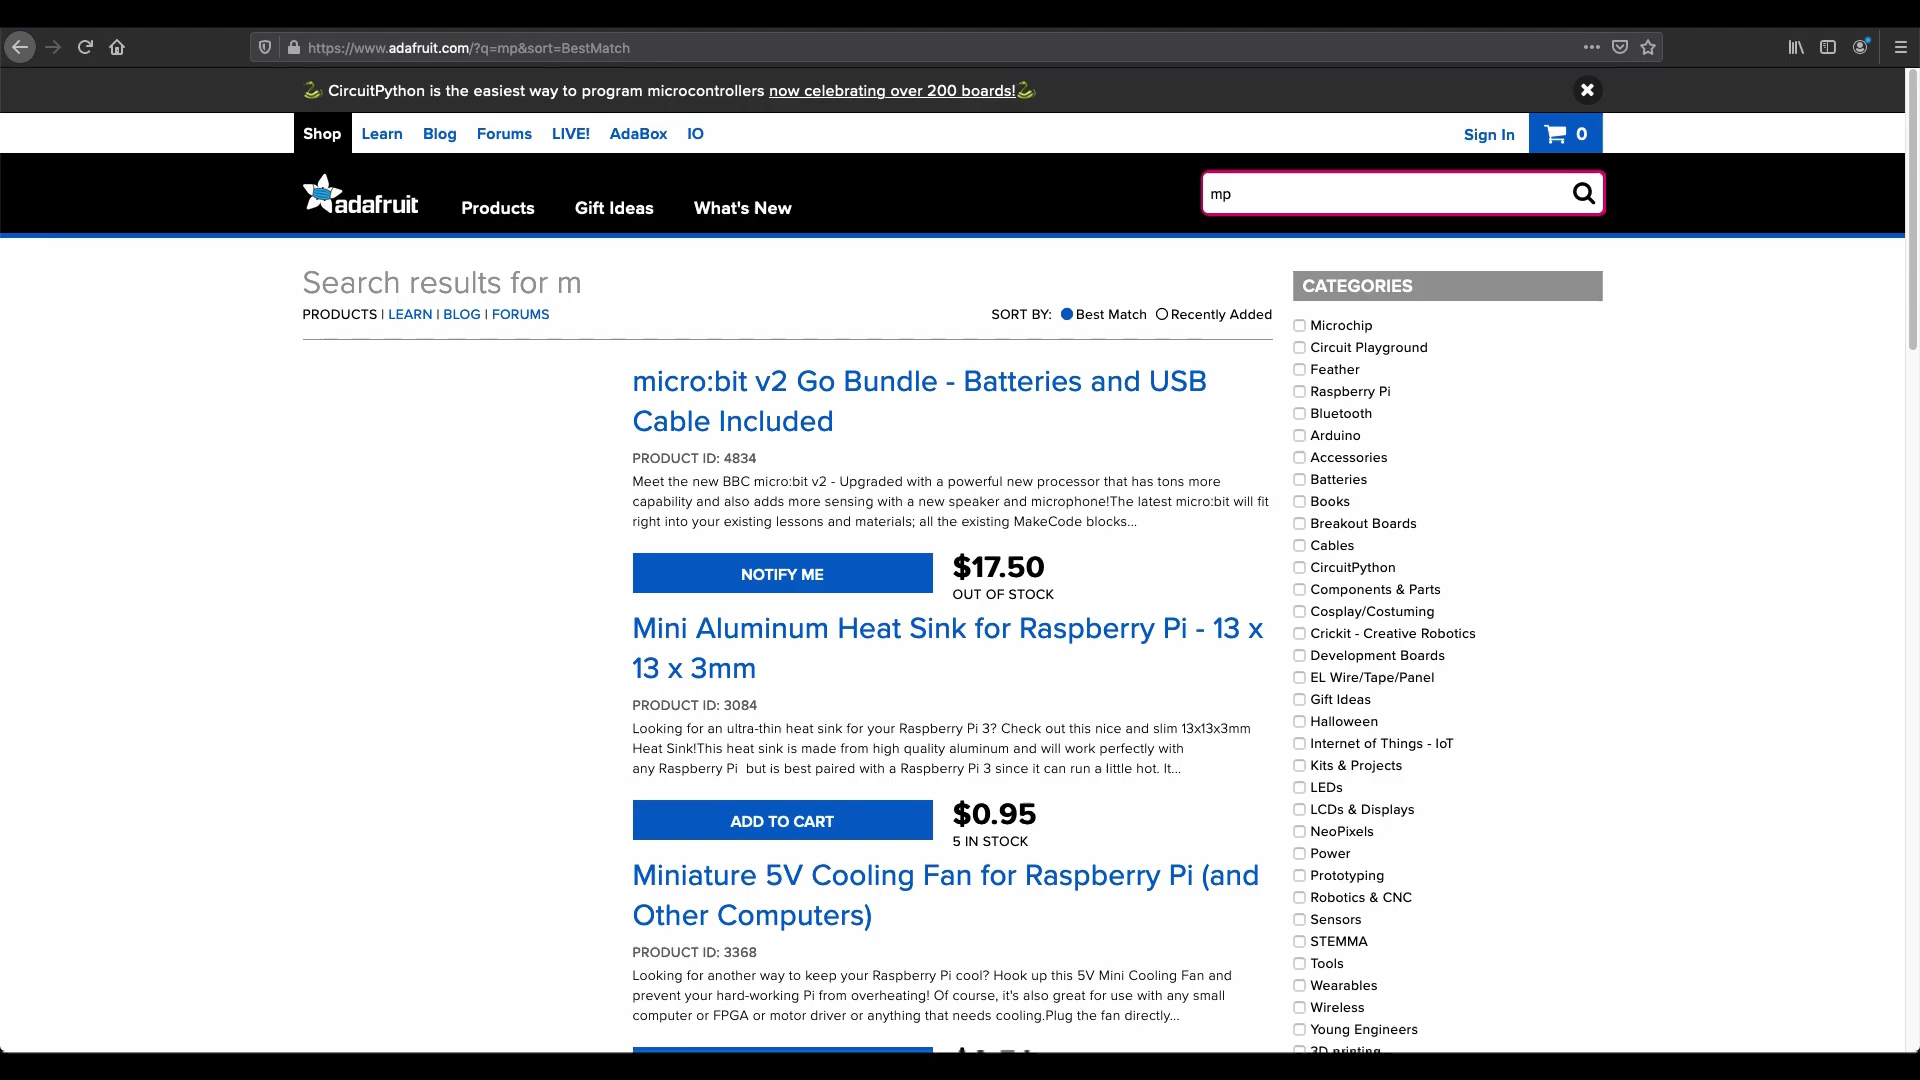 https://www.adafruit.com/?q=mp&sort=BestMatch
CircuitPython is the easiest way to program microcontrollers now celebrating over 200 boards!
Shop Learn Blog Forums LIVE! AdaBox IO Sign In 0
adafruit Products Gift Ideas What's New mp
Search results for m
PRODUCTS | LEARN | BLOG | FORUMS SORT BY: Best Match Recently Added
micro:bit v2 Go Bundle - Batteries and USB
Cable Included
PRODUCT ID: 4834
Meet the new BBC micro:bit v2 - Upgraded with a powerful new processor that has tons more
capability and also adds more sensing with a new speaker and microphone!The latest micro:bit will fit
right into your existing lessons and materials; all the existing MakeCode blocks...
NOTIFY ME $17.50
OUT OF STOCK
Mini Aluminum Heat Sink for Raspberry Pi - 13 x
13 x 3mm
PRODUCT ID: 3084
Looking for an ultra-thin heat sink for your Raspberry Pi 3? Check out this nice and slim 13x13x3mm
Heat Sink!This heat sink is made from high quality aluminum and will work perfectly with
any Raspberry Pi  but is best paired with a Raspberry Pi 3 since it can run a little hot. It...
ADD TO CART $0.95
5 IN STOCK
Miniature 5V Cooling Fan for Raspberry Pi (and
Other Computers)
PRODUCT ID: 3368
Looking for another way to keep your Raspberry Pi cool? Hook up this 5V Mini Cooling Fan and
prevent your hard-working Pi from overheating! Of course, it's also great for use with any small
computer or FPGA or motor driver or anything that needs cooling.Plug the fan directly...
CATEGORIES
Microchip
Circuit Playground
Feather
Raspberry Pi
Bluetooth
Arduino
Accessories
Batteries
Books
Breakout Boards
Cables
CircuitPython
Components & Parts
Cosplay/Costuming
Crickit - Creative Robotics
Development Boards
EL Wire/Tape/Panel
Gift Ideas
Halloween
Internet of Things - IoT
Kits & Projects
LEDs
LCDs & Displays
NeoPixels
Power
Prototyping
Robotics & CNC
Sensors
STEMMA
Tools
Wearables
Wireless
Young Engineers
3D printing